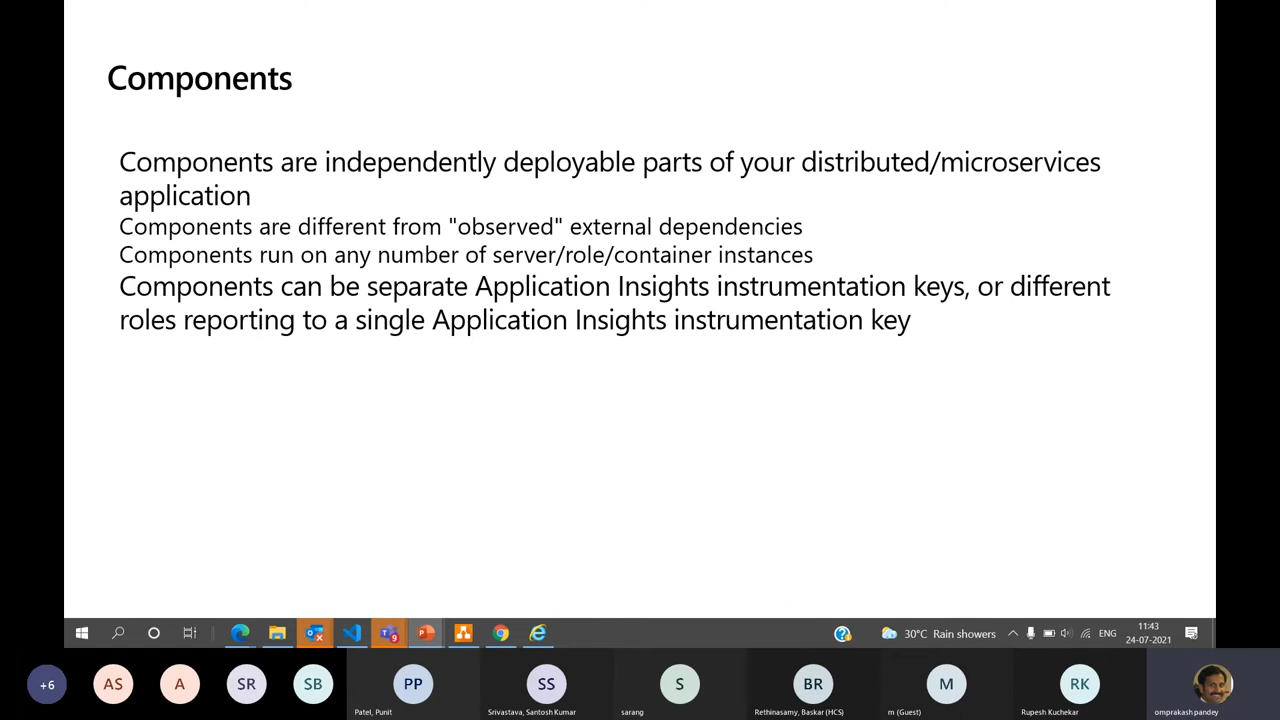 Components
Components are independently deployable parts of your distributed/microservices
application
Components are different from "observed" external dependencies
Components run on any number of server/role/container instances
Components can be separate Application Insights instrumentation keys, or different
roles reporting to a single Application Insights instrumentation key
30°C Rain showers
ENG
11:43
24-07-2021
9
+6
AS
A
SR
SB
PP
Patel, Punit
SS
Srivastava, Santosh Kumar
S
sarang
BR
Rethinasamy, Baskar (HCS)
M
m (Guest)
RK
Rupesh Kuchekar
omprakash pandey